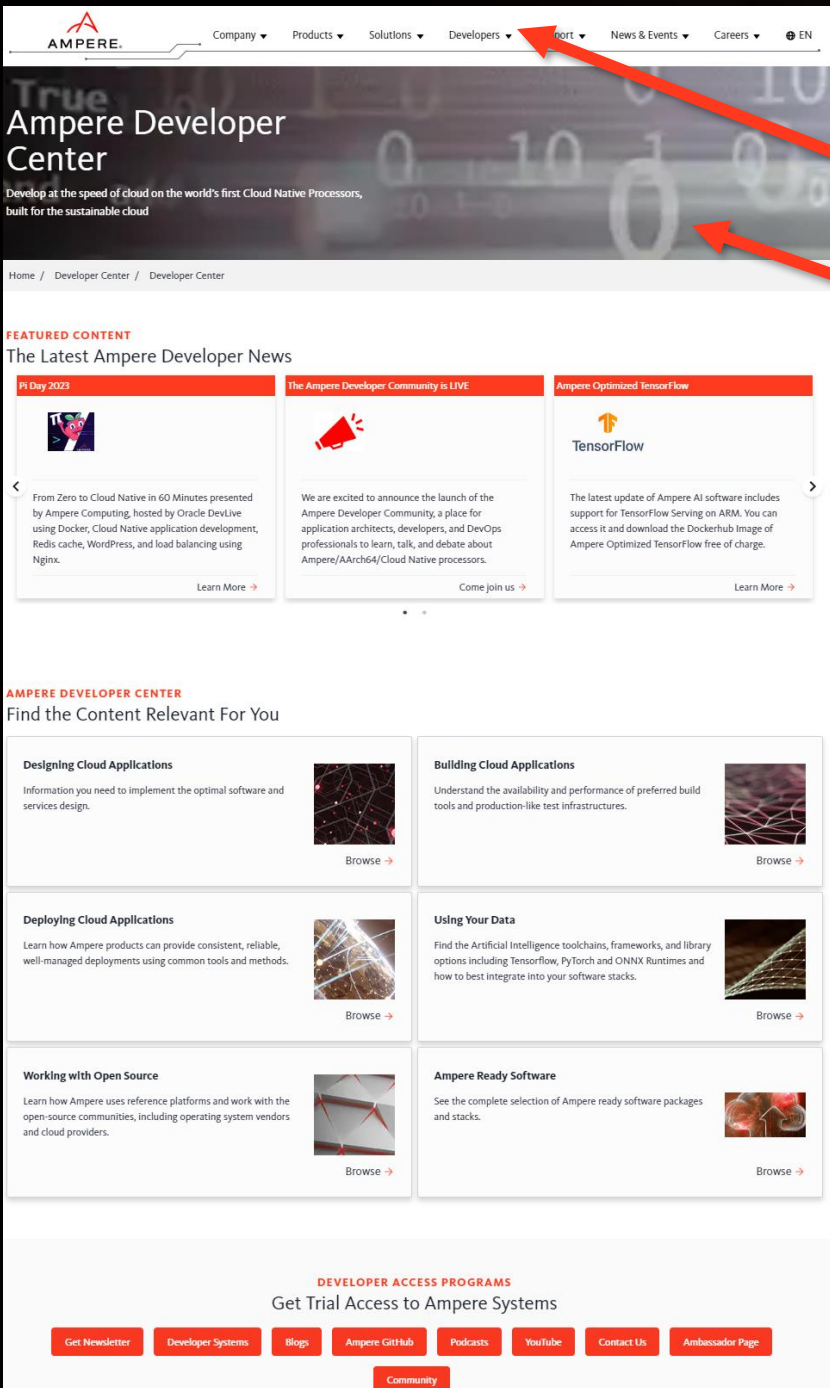 AMPERE.
Company
Products
Solutions
Developers
port
News & Events
Careers
EN
True
Ampere Developer
Center
Develop at the speed of cloud on the world's first Cloud Native Processors,
built for the sustainable cloud
Home / Developer Center / Developer Center
FEATURED CONTENT
The Latest Ampere Developer News
Pi Day 2023
From Zero to Cloud Native in 60 Minutes presented
by Ampere Computing, hosted by Oracle DevLive
using Docker, Cloud Native application development,
Redis cache, WordPress, and load balancing using
Nginx.
Learn More →
The Ampere Developer Community is LIVE
We are excited to announce the launch of the
Ampere Developer Community, a place for
application architects, developers, and DevOps
professionals to learn, talk, and debate about
Ampere/AArch64/Cloud Native processors.
Come join us →
Ampere Optimized TensorFlow
TensorFlow
The latest update of Ampere AI software includes
support for TensorFlow Serving on ARM. You can
access it and download the Dockerhub Image of
Ampere Optimized TensorFlow free of charge.
Learn More →
AMPERE DEVELOPER CENTER
Find the Content Relevant For You
Designing Cloud Applications
Information you need to implement the optimal software and
services design.
Browse →
Building Cloud Applications
Understand the availability and performance of preferred build
tools and production-like test infrastructures.
Browse →
Deploying Cloud Applications
Learn how Ampere products can provide consistent, reliable,
well-managed deployments using common tools and methods.
Browse →
Using Your Data
Find the Artificial Intelligence toolchains, frameworks, and library
options including Tensorflow, PyTorch and ONNX Runtimes and
how to best integrate into your software stacks.
Browse →
Working with Open Source
Learn how Ampere uses reference platforms and work with the
open-source communities, including operating system vendors
and cloud providers.
Browse →
Ampere Ready Software
See the complete selection of Ampere ready software packages
and stacks.
Browse →
DEVELOPER ACCESS PROGRAMS
Get Trial Access to Ampere Systems
Get Newsletter
Developer Systems
Blogs
Ampere GitHub
Podcasts
YouTube
Contact Us
Ambassador Page
Community